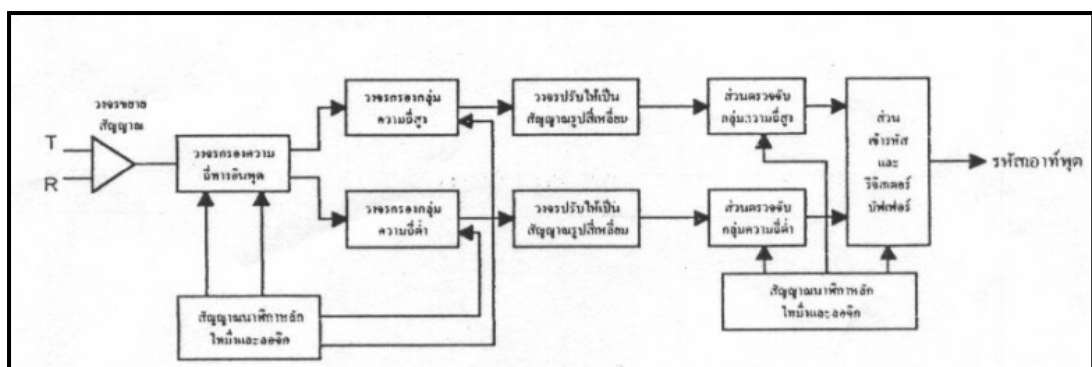 วงจรขยาย
สัญญาณ
T
R
วงจรกรองความ
ถี่ทางอินพุต
วงจรกรองกลุ่ม
ความถี่สูง
วงจรปรับให้เป็น
สัญญาณรูปสี่เหลี่ยม
ส่วนตรวจจับ
กลุ่มความถี่สูง
ส่วน
เข้ารหัส
และ
รีจิสเตอร์
บัฟเฟอร์
รหัสเอาท์พุต
วงจรกรองกลุ่ม
ความถี่ต่ำ
วงจรปรับให้เป็น
สัญญาณรูปสี่เหลี่ยม
ส่วนตรวจจับ
กลุ่มความถี่ต่ำ
สัญญาณนาฬิกาหลัก
ไทมิ่งและลอจิก
สัญญาณนาฬิกาหลัก
ไทมิ่งและลอจิก